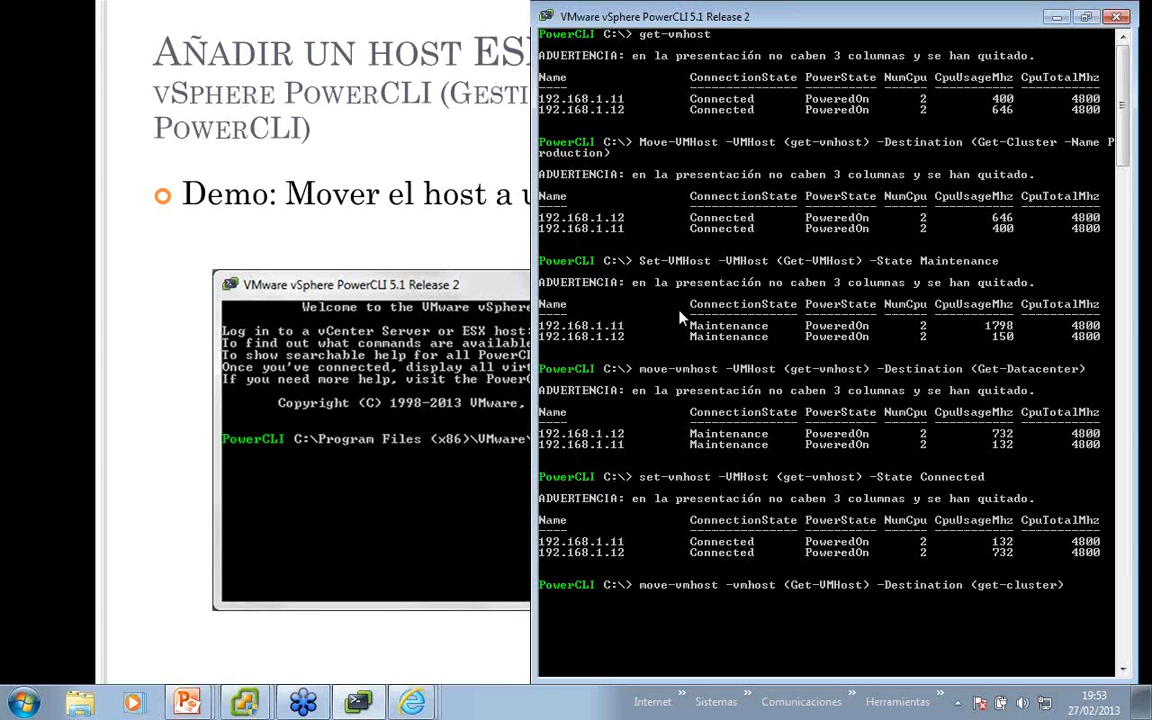 AÑADIR UN HOST ES
VSPHERE POWERCLI (GESTI
POWERCLI)
Demo: Mover el host a u
VMware vSphere PowerCLI 5.1 Release 2
Welcome to the VMware vSphere
Log in to a vCenter Server or ESX host:
To find out what commands are available
To show searchable help for all PowerC
Once you've connected, display all virt
If you need more help, visit the Power
Copyright (C) 1998-2013 VMware,
PowerCLI C:\Program Files (x86)\VMware\
VMware vSphere PowerCLI 5.1 Release 2
PowerCLI C:\> get-vmhost
ADVERTENCIA: en la presentación no caben 3 columnas y se han quitado.
Name ConnectionState PowerState NumCpu CpuUsageMhz CpuTotalMhz
192.168.1.11 Connected PoweredOn 2 400 4800
192.168.1.12 Connected PoweredOn 2 646 4800
PowerCLI C:\> Move-VMHost -VMHost (get-vmhost) -Destination (Get-Cluster -Name P
roduction)
ADVERTENCIA: en la presentación no caben 3 columnas y se han quitado.
Name ConnectionState PowerState NumCpu CpuUsageMhz CpuTotalMhz
192.168.1.12 Connected PoweredOn 2 646 4800
192.168.1.11 Connected PoweredOn 2 400 4800
PowerCLI C:\> Set-VMHost -VMHost (Get-VMHost) -State Maintenance
ADVERTENCIA: en la presentación no caben 3 columnas y se han quitado.
Name ConnectionState PowerState NumCpu CpuUsageMhz CpuTotalMhz
192.168.1.11 Maintenance PoweredOn 2 1798 4800
192.168.1.12 Maintenance PoweredOn 2 150 4800
PowerCLI C:\> move-vmhost -VMHost (get-vmhost) -Destination (Get-Datacenter)
ADVERTENCIA: en la presentación no caben 3 columnas y se han quitado.
Name ConnectionState PowerState NumCpu CpuUsageMhz CpuTotalMhz
192.168.1.12 Maintenance PoweredOn 2 732 4800
192.168.1.11 Maintenance PoweredOn 2 132 4800
PowerCLI C:\> set-vmhost -VMHost (get-vmhost) -State Connected
ADVERTENCIA: en la presentación no caben 3 columnas y se han quitado.
Name ConnectionState PowerState NumCpu CpuUsageMhz CpuTotalMhz
192.168.1.11 Connected PoweredOn 2 132 4800
192.168.1.12 Connected PoweredOn 2 732 4800
PowerCLI C:\> move-vmhost -vmhost (Get-VMHost) -Destination (get-cluster)
Internet » Sistemas » Comunicaciones » Herramientas »
19:53
27/02/2013